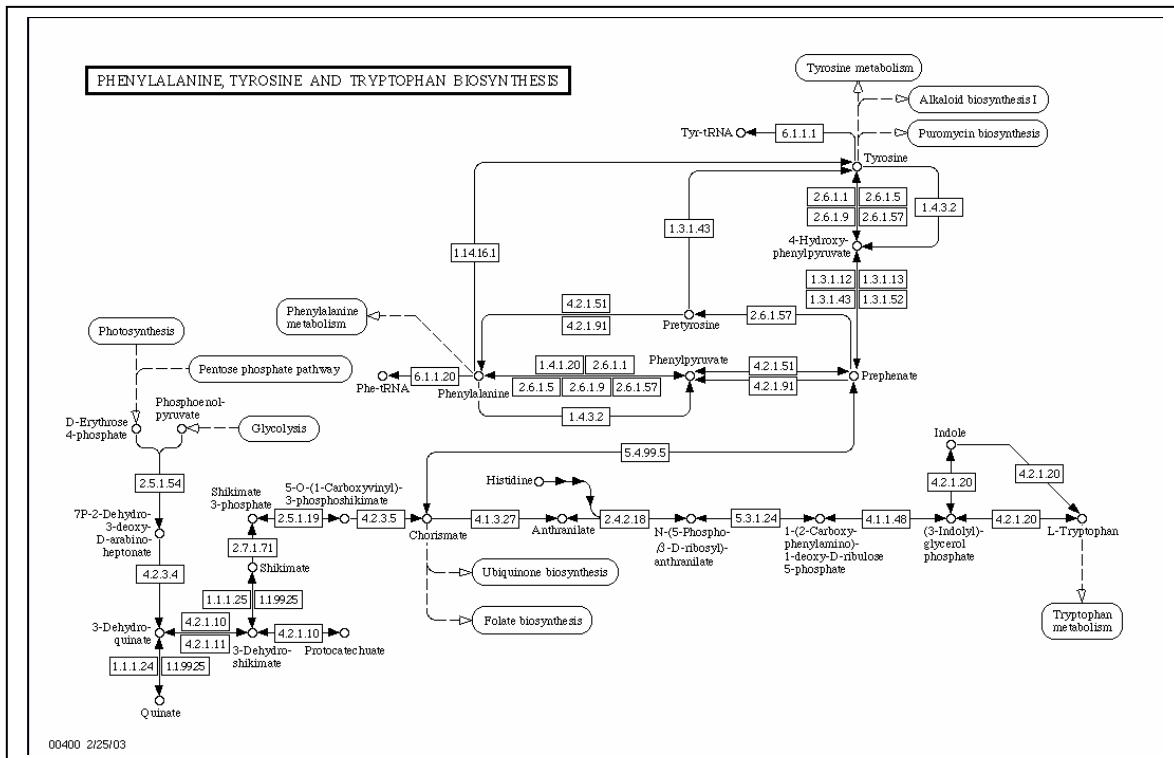 PHENYLALANINE, TYROSINE AND TRYPTOPHAN BIOSYNTHESIS
Tyrosine metabolism
Alkaloid biosynthesis I
Puromycin biosynthesis
Tyr-tRNA
6.1.1.1
Tyrosine
2.6.1.1
2.6.1.5
2.6.1.9
2.6.1.57
1.4.3.2
1.3.1.43
1.14.16.1
4-Hydroxy-
phenylpyruvate
1.3.1.12
1.3.1.13
1.3.1.43
1.3.1.52
Phenylalanine
metabolism
4.2.1.51
4.2.1.91
Pretyrosine
2.6.1.57
Photosynthesis
Pentose phosphate pathway
Phe-tRNA
6.1.1.20
Phenylalanine
1.4.1.20
2.6.1.1
2.6.1.5
2.6.1.9
2.6.1.57
1.4.3.2
Phenylpyruvate
4.2.1.51
4.2.1.91
Prephenate
Phosphoenol-
pyruvate
D-Erythrose
4-phosphate
Glycolysis
5.4.99.5
Indole
2.5.1.54
Histidine
4.2.1.20
4.2.1.20
7P-2-Dehydro-
3-deoxy-
D-arabino-
heptonate
Shikimate
3-phosphate
5-O-(1-Carboxyvinyl)-
3-phosphoshikimate
2.5.1.19
4.2.3.5
Chorismate
4.1.3.27
Anthranilate
2.4.2.18
N-(5-Phospho-
β-D-ribosyl)-
anthranilate
5.3.1.24
1-(2-Carboxy-
phenylamino)-
1-deoxy-D-ribulose
5-phosphate
4.1.1.48
(3-Indolyl)-
glycerol
phosphate
4.2.1.20
L-Tryptophan
2.7.1.71
Shikimate
4.2.3.4
1.1.1.25
1.1.99.25
Ubiquinone biosynthesis
Folate biosynthesis
Tryptophan
metabolism
3-Dehydro-
quinate
4.2.1.10
4.2.1.11
3-Dehydro-
shikimate
4.2.1.10
Protocatechuate
1.1.1.24
1.1.99.25
Quinate
00400 2/25/03